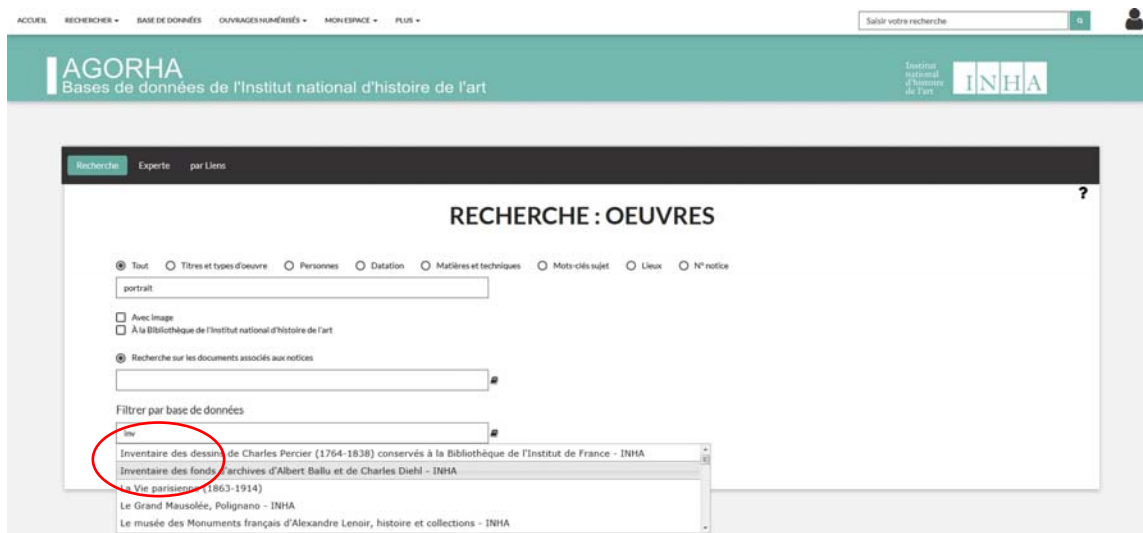 ACCUEIL RECHERCHER BASE DE DONNÉES OUVRAGES NUMÉRISÉS MON ESPACE PLUS Saisir votre recherche
AGORHA
Bases de données de l'Institut national d'histoire de l'art
Institut
national
d'histoire
de l'art
INHA
Recherche Experte par Liens
?
RECHERCHE : OEUVRES
Tout Titres et types d'oeuvre Personnes Datation Matières et techniques Mots-clés sujet Lieux N° notice
portrait
Avec image
À la Bibliothèque de l'Institut national d'histoire de l'art
Recherche sur les documents associés aux notices
Filtrer par base de données
inv
Inventaire des dessins de Charles Percier (1764-1838) conservés à la Bibliothèque de l'Institut de France - INHA
Inventaire des fonds d'archives d'Albert Ballu et de Charles Diehl - INHA
La Vie parisienne (1863-1914)
Le Grand Mausolée, Polignano - INHA
Le musée des Monuments français d'Alexandre Lenoir, histoire et collections - INHA